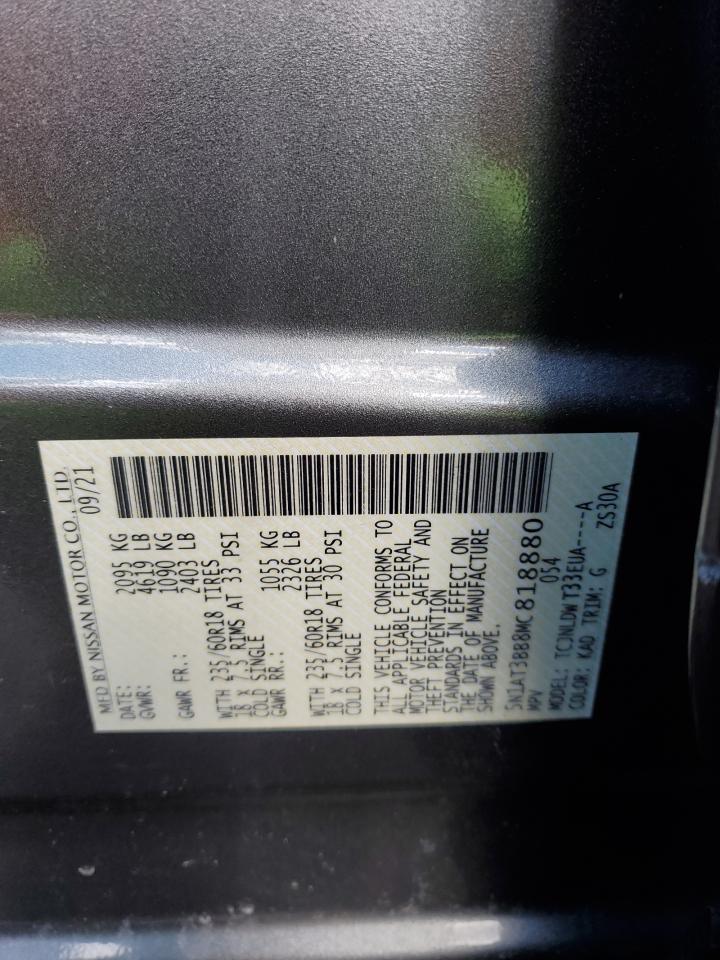 MFD BY NISSAN MOTOR CO., LTD.
DATE: 09/21
GVWR: 2095 KG
4619 LB
GAWR FR.: 1090 KG
2403 LB
WITH 235/60R18 TIRES
18 x 7.5 RIMS AT 33 PSI
COLD SINGLE
GAWR RR.: 1055 KG
2326 LB
WITH 235/60R18 TIRES
18 x 7.5 RIMS AT 30 PSI
COLD SINGLE
THIS VEHICLE CONFORMS TO
ALL APPLICABLE FEDERAL
MOTOR VEHICLE SAFETY AND
THEFT PREVENTION
STANDARDS IN EFFECT ON
THE DATE OF MANUFACTURE
SHOWN ABOVE.
5N1AT3BB8MC818880
MPV 054
MODEL: TCJNLDWT33EUA----A
COLOR: KAD TRIM: G ZS30A